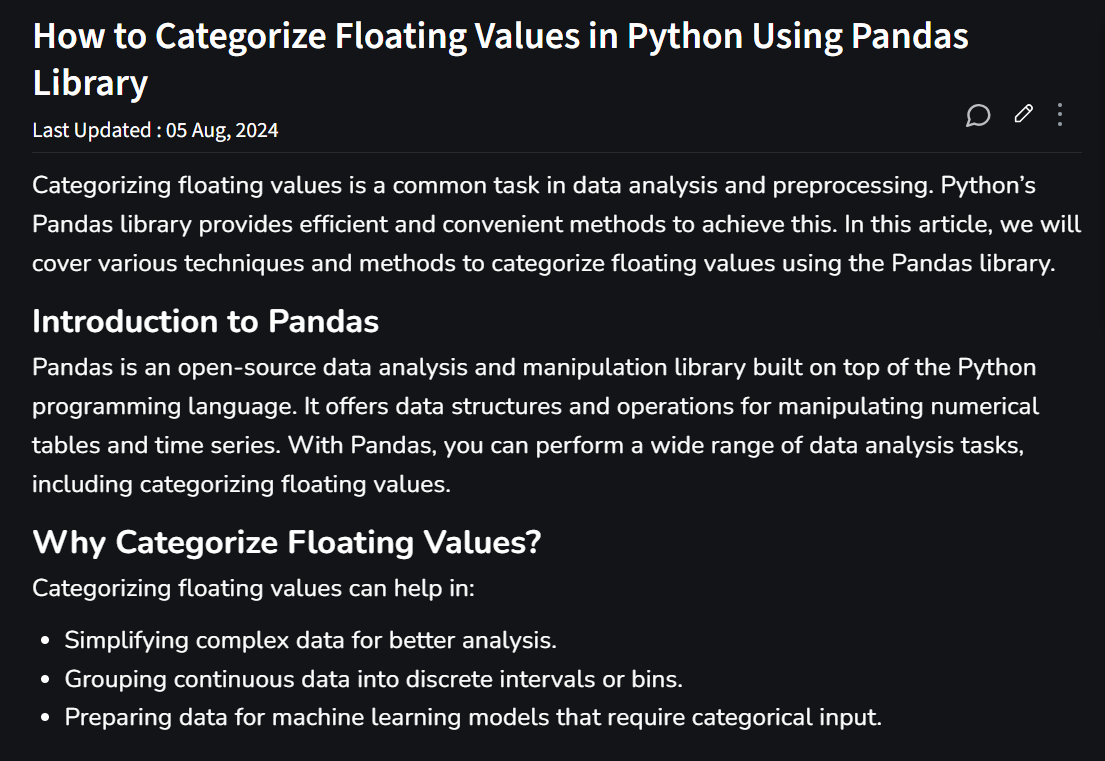 How to Categorize Floating Values in Python Using Pandas
Library
Last Updated : 05 Aug, 2024
Categorizing floating values is a common task in data analysis and preprocessing. Python’s
Pandas library provides efficient and convenient methods to achieve this. In this article, we will
cover various techniques and methods to categorize floating values using the Pandas library.
Introduction to Pandas
Pandas is an open-source data analysis and manipulation library built on top of the Python
programming language. It offers data structures and operations for manipulating numerical
tables and time series. With Pandas, you can perform a wide range of data analysis tasks,
including categorizing floating values.
Why Categorize Floating Values?
Categorizing floating values can help in:
• Simplifying complex data for better analysis.
• Grouping continuous data into discrete intervals or bins.
• Preparing data for machine learning models that require categorical input.